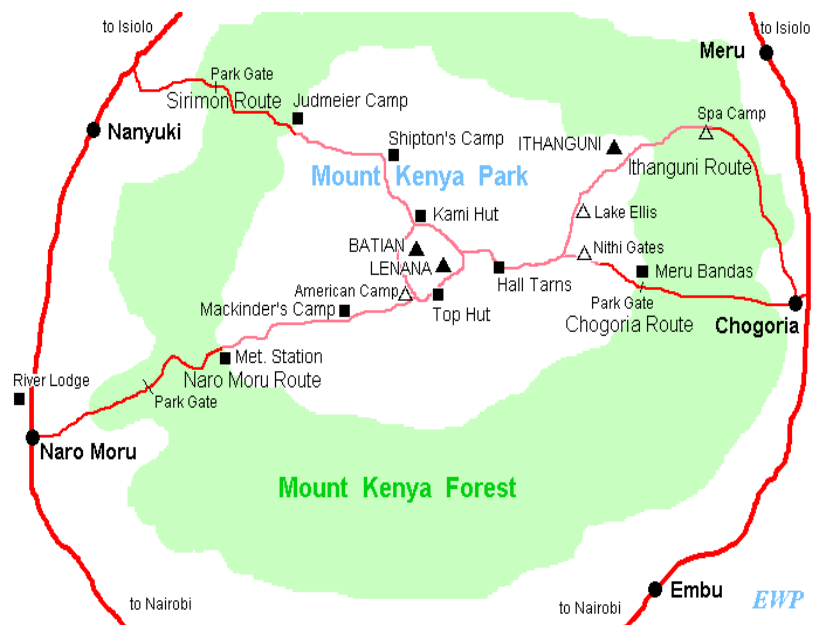 to Isiolo
to Isiolo
Meru
Park Gate
Sirimon Route
Judmeier Camp
Spa Camp
Nanyuki
Shipton's Camp
ITHANGUNI
Ithanguni Route
Mount Kenya Park
Kami Hut
Lake Ellis
BATIAN
Nithi Gates
LENANA
Hall Tarns
Meru Bandas
American Camp
Park Gate
Mackinder's Camp
Top Hut
Chogoria Route
Chogoria
Met. Station
River Lodge
Naro Moru Route
Park Gate
Naro Moru
Mount Kenya Forest
Embu
to Nairobi
to Nairobi
EWP